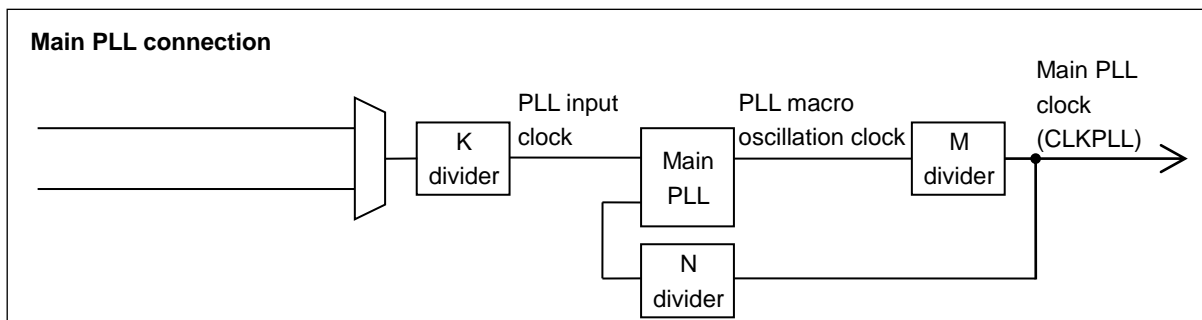 Main PLL connection
K
divider
PLL input
clock
Main
PLL
PLL macro
oscillation clock
M
divider
Main PLL
clock
(CLKPLL)
N
divider